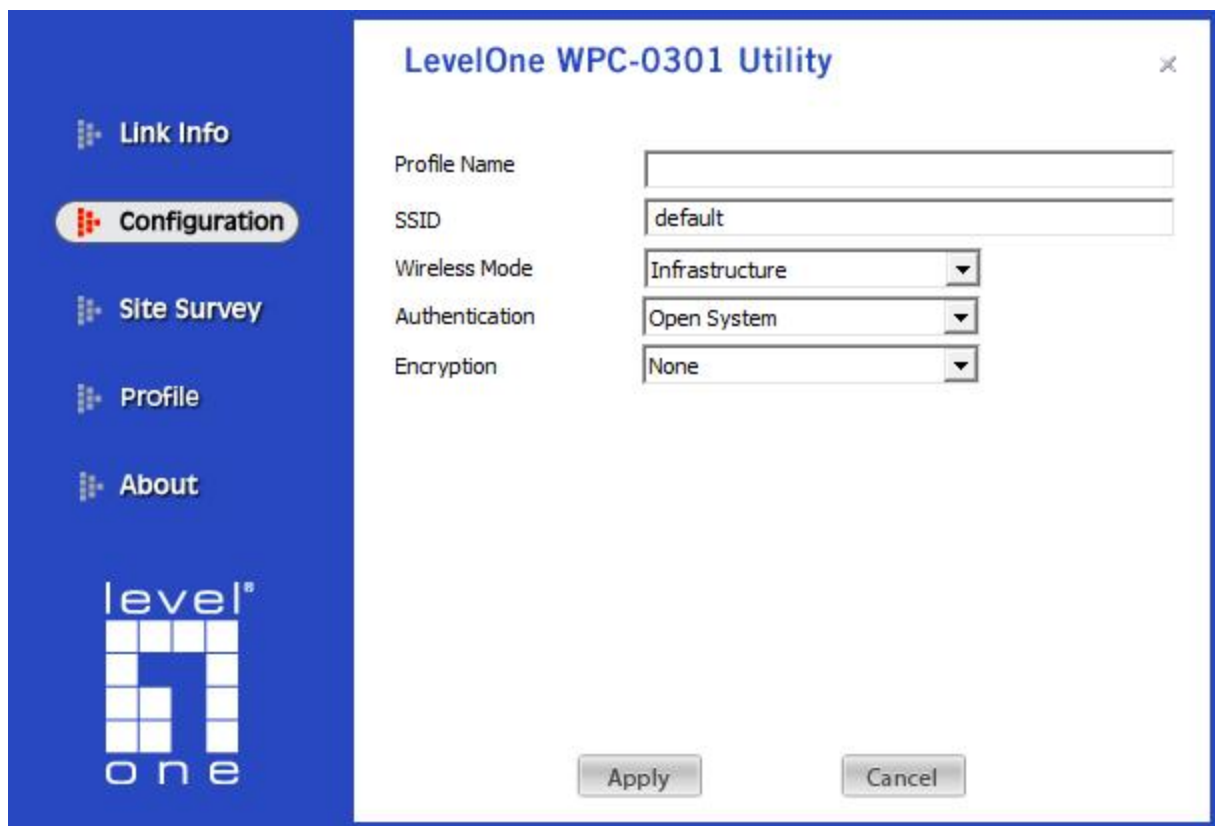 LevelOne WPC-0301 Utility
Link Info
Configuration
Site Survey
Profile
About
level®
one
Profile Name
SSID default
Wireless Mode Infrastructure
Authentication Open System
Encryption None
Apply Cancel